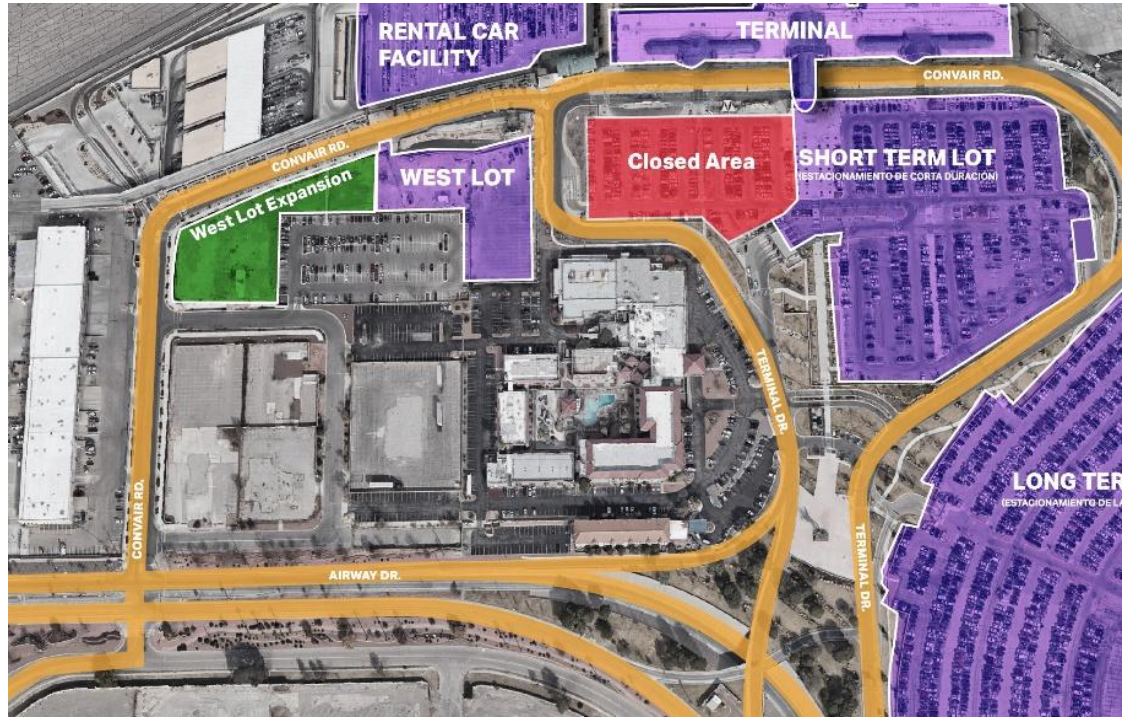 RENTAL CAR
FACILITY
TERMINAL
CONVAIR RD.
CONVAIR RD.
West Lot Expansion
WEST LOT
Closed Area
SHORT TERM LOT
(ESTACIONAMIENTO DE CORTA DURACIÓN)
TERMINAL DR.
LONG TER
(ESTACIONAMIENTO DE LA
CONVAIR RD.
TERMINAL DR.
AIRWAY DR.